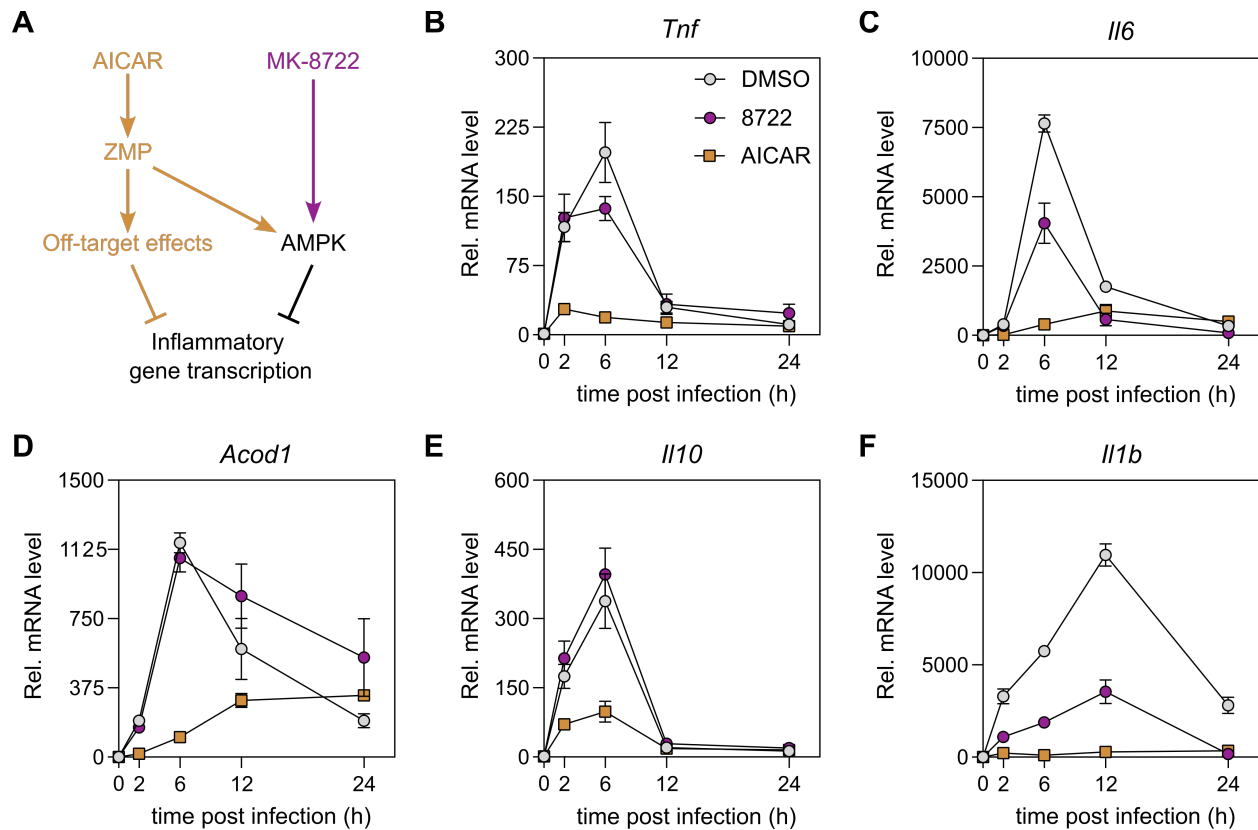 A
AICAR
MK-8722
ZMP
Off-target effects
AMPK
Inflammatory
gene transcription
B
Tnf
Rel. mRNA level
300
225
150
75
0
DMSO
8722
AICAR
0 2 6 12 24
time post infection (h)
C
Il6
Rel. mRNA level
10000
7500
5000
2500
0
0 2 6 12 24
time post infection (h)
D
Acod1
Rel. mRNA level
1500
1125
750
375
0
0 2 6 12 24
time post infection (h)
E
Il10
Rel. mRNA level
600
450
300
150
0
0 2 6 12 24
time post infection (h)
F
Il1b
Rel. mRNA level
15000
10000
5000
0
0 2 6 12 24
time post infection (h)